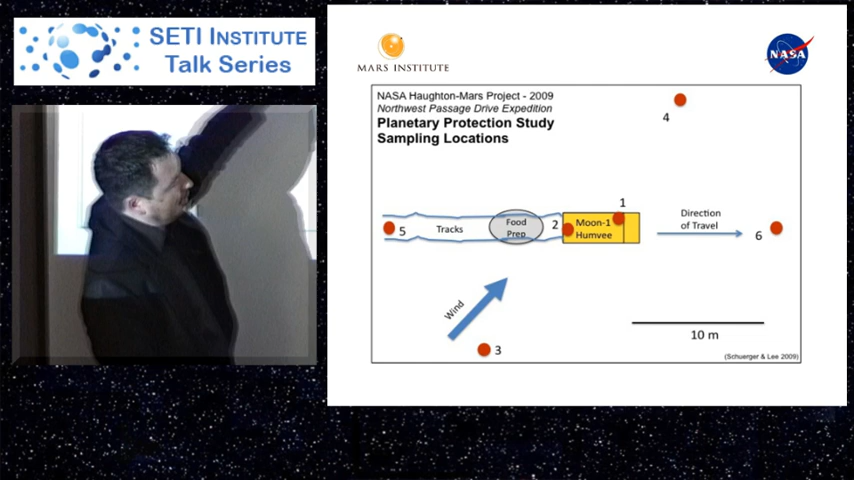 SETI INSTITUTE
Talk Series
MARS INSTITUTE
NASA
NASA Haughton-Mars Project - 2009
Northwest Passage Drive Expedition
Planetary Protection Study
Sampling Locations
4
1
5
Tracks
Food
Prep
2
Moon-1
Humvee
Direction
of Travel
6
Wind
3
10 m
(Schuerger & Lee 2009)